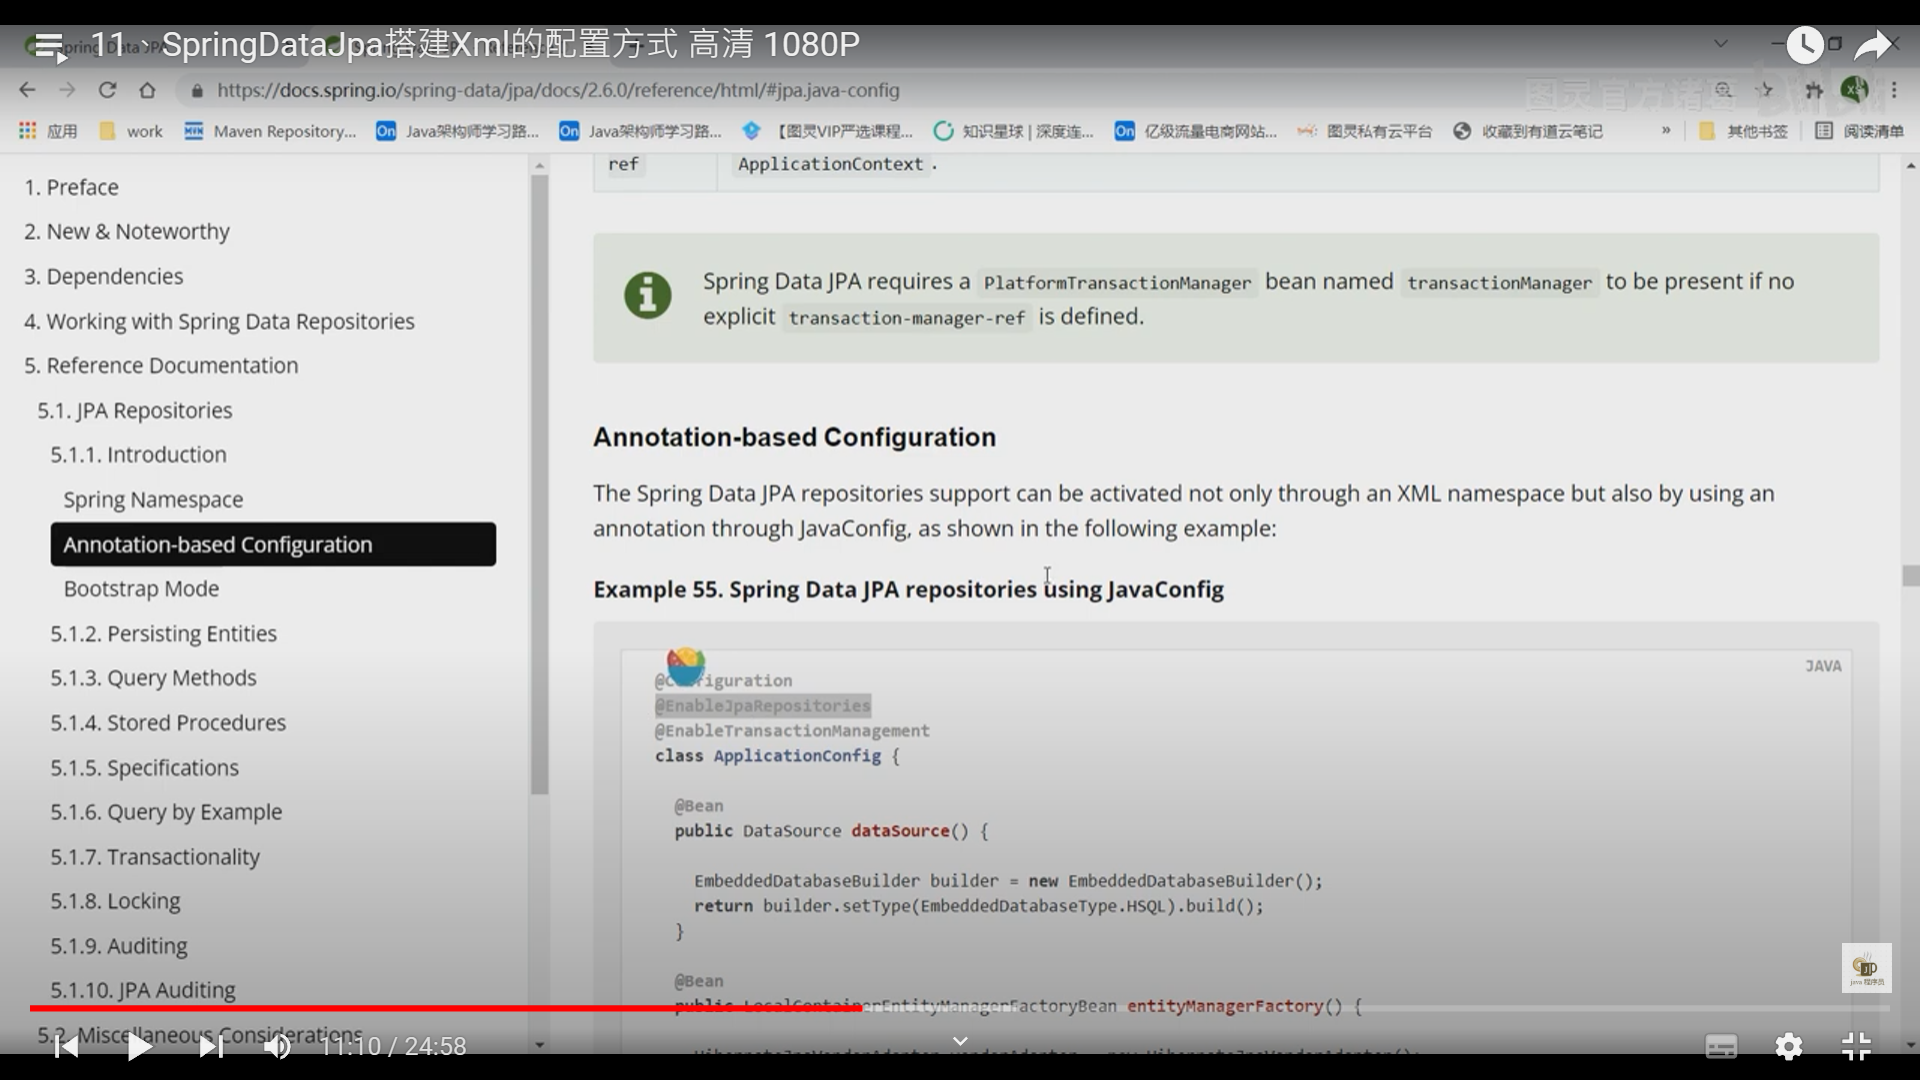 11、SpringDataJpa搭建Xml的配置方式 高清 1080P
https://docs.spring.io/spring-data/jpa/docs/2.6.0/reference/html/#jpa.java-config
应用 work Maven Repository... Java架构师学习路... Java架构师学习路... 【图灵VIP严选课程... 知识星球 | 深度连... 亿级流量电商网站... 图灵私有云平台 收藏到有道云笔记 » 其他书签 阅读清单
1. Preface
2. New & Noteworthy
3. Dependencies
4. Working with Spring Data Repositories
5. Reference Documentation
5.1. JPA Repositories
5.1.1. Introduction
Spring Namespace
Annotation-based Configuration
Bootstrap Mode
5.1.2. Persisting Entities
5.1.3. Query Methods
5.1.4. Stored Procedures
5.1.5. Specifications
5.1.6. Query by Example
5.1.7. Transactionality
5.1.8. Locking
5.1.9. Auditing
5.1.10. JPA Auditing
5.2. Miscellaneous Considerations
ref ApplicationContext .
Spring Data JPA requires a PlatformTransactionManager bean named transactionManager to be present if no
explicit transaction-manager-ref is defined.
Annotation-based Configuration
The Spring Data JPA repositories support can be activated not only through an XML namespace but also by using an
annotation through JavaConfig, as shown in the following example:
Example 55. Spring Data JPA repositories using JavaConfig
JAVA
@EnableJpaRepositories
@EnableTransactionManagement
class ApplicationConfig {
@Bean
public DataSource dataSource() {
EmbeddedDatabaseBuilder builder = new EmbeddedDatabaseBuilder();
return builder.setType(EmbeddedDatabaseType.HSQL).build();
}
@Bean
public LocalContainerEntityManagerFactoryBean entityManagerFactory() {
11:10 / 24:58